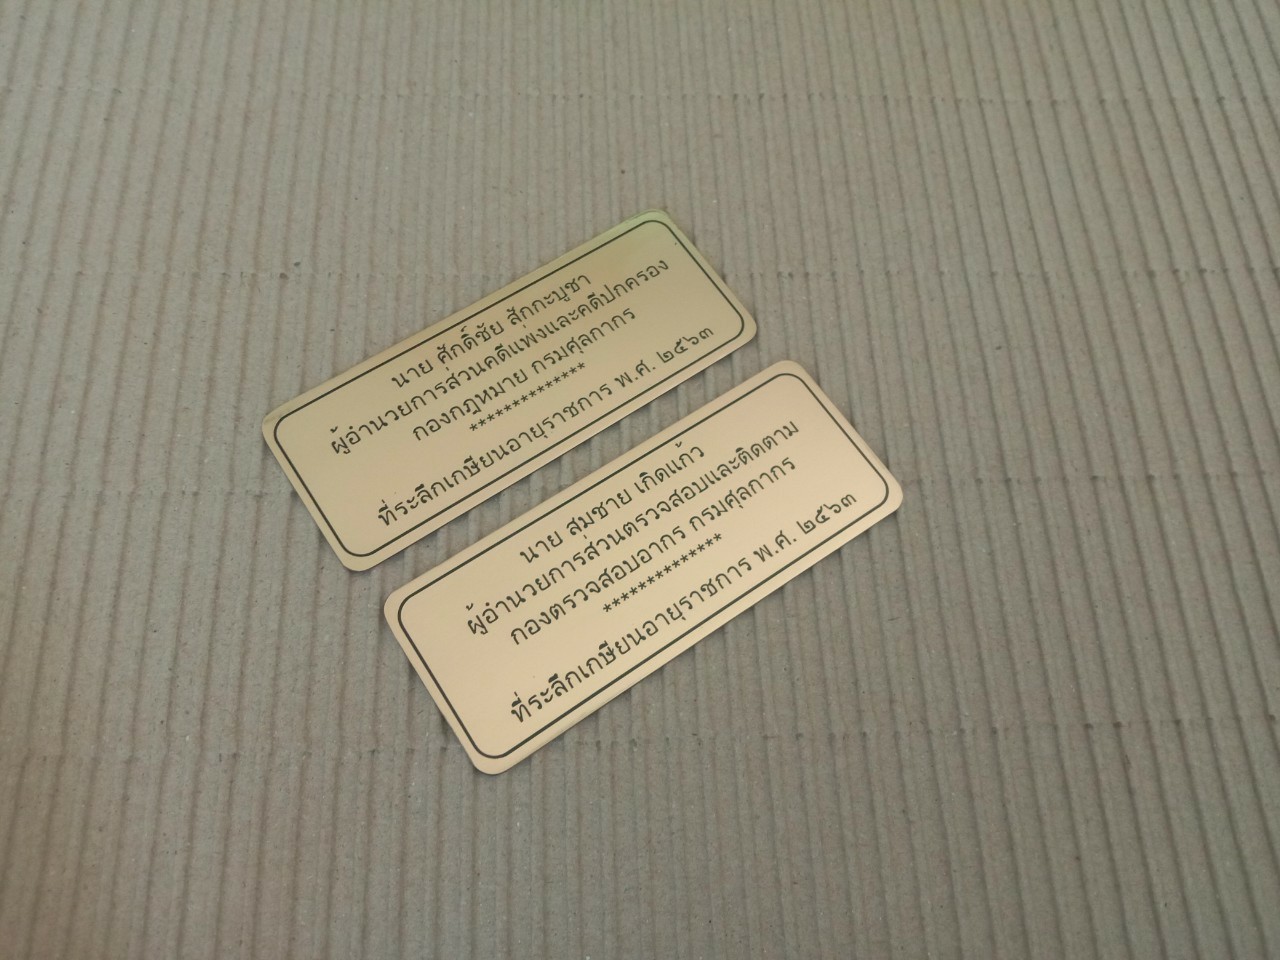 นาย ศักดิ์ชัย สักกะบูชา
ผู้อำนวยการส่วนคดีแพ่งและคดีปกครอง
กองกฎหมาย กรมศุลกากร
**************
ที่ระลึกเกษียนอายุราชการ พ.ศ. ๒๕๖๓
นาย สมชาย เกิดแก้ว
ผู้อำนวยการส่วนตรวจสอบและติดตาม
กองตรวจสอบอากร กรมศุลกากร
**************
ที่ระลึกเกษียนอายุราชการ พ.ศ. ๒๕๖๓